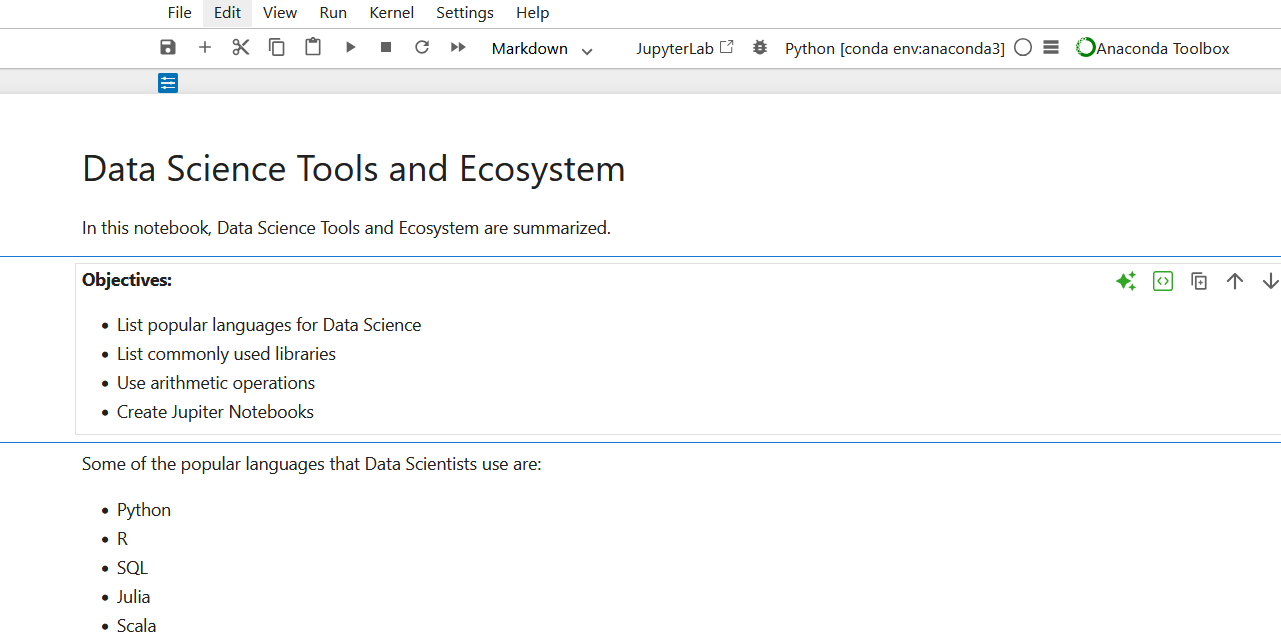 File Edit View Run Kernel Settings Help
Markdown JupyterLab Python [conda env:anaconda3] Anaconda Toolbox
Data Science Tools and Ecosystem
In this notebook, Data Science Tools and Ecosystem are summarized.
Objectives:
• List popular languages for Data Science
• List commonly used libraries
• Use arithmetic operations
• Create Jupiter Notebooks
Some of the popular languages that Data Scientists use are:
• Python
• R
• SQL
• Julia
• Scala